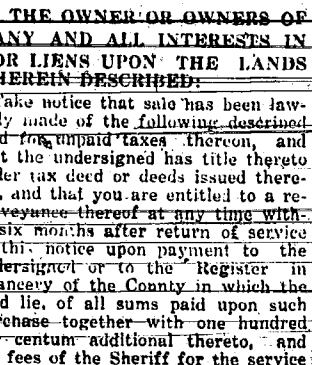 THE OWNER OR OWNERS OF
ANY AND ALL INTERESTS IN
OR LIENS UPON THE LANDS
HEREIN DESCRIBED:
Take notice that sale has been law-
ly made of the following described
d for unpaid taxes thereon, and
t the undersigned has title thereto
der tax deed or deeds issued there-
, and that you are entitled to a re-
veyance thereof at any time with-
six months after return of service
this notice upon payment to the
dersigned or to the Register in
ancery of the County in which the
d lie, of all sums paid upon such
rchase together with one hundred
centum additional thereto, and
fees of the Sheriff for the service